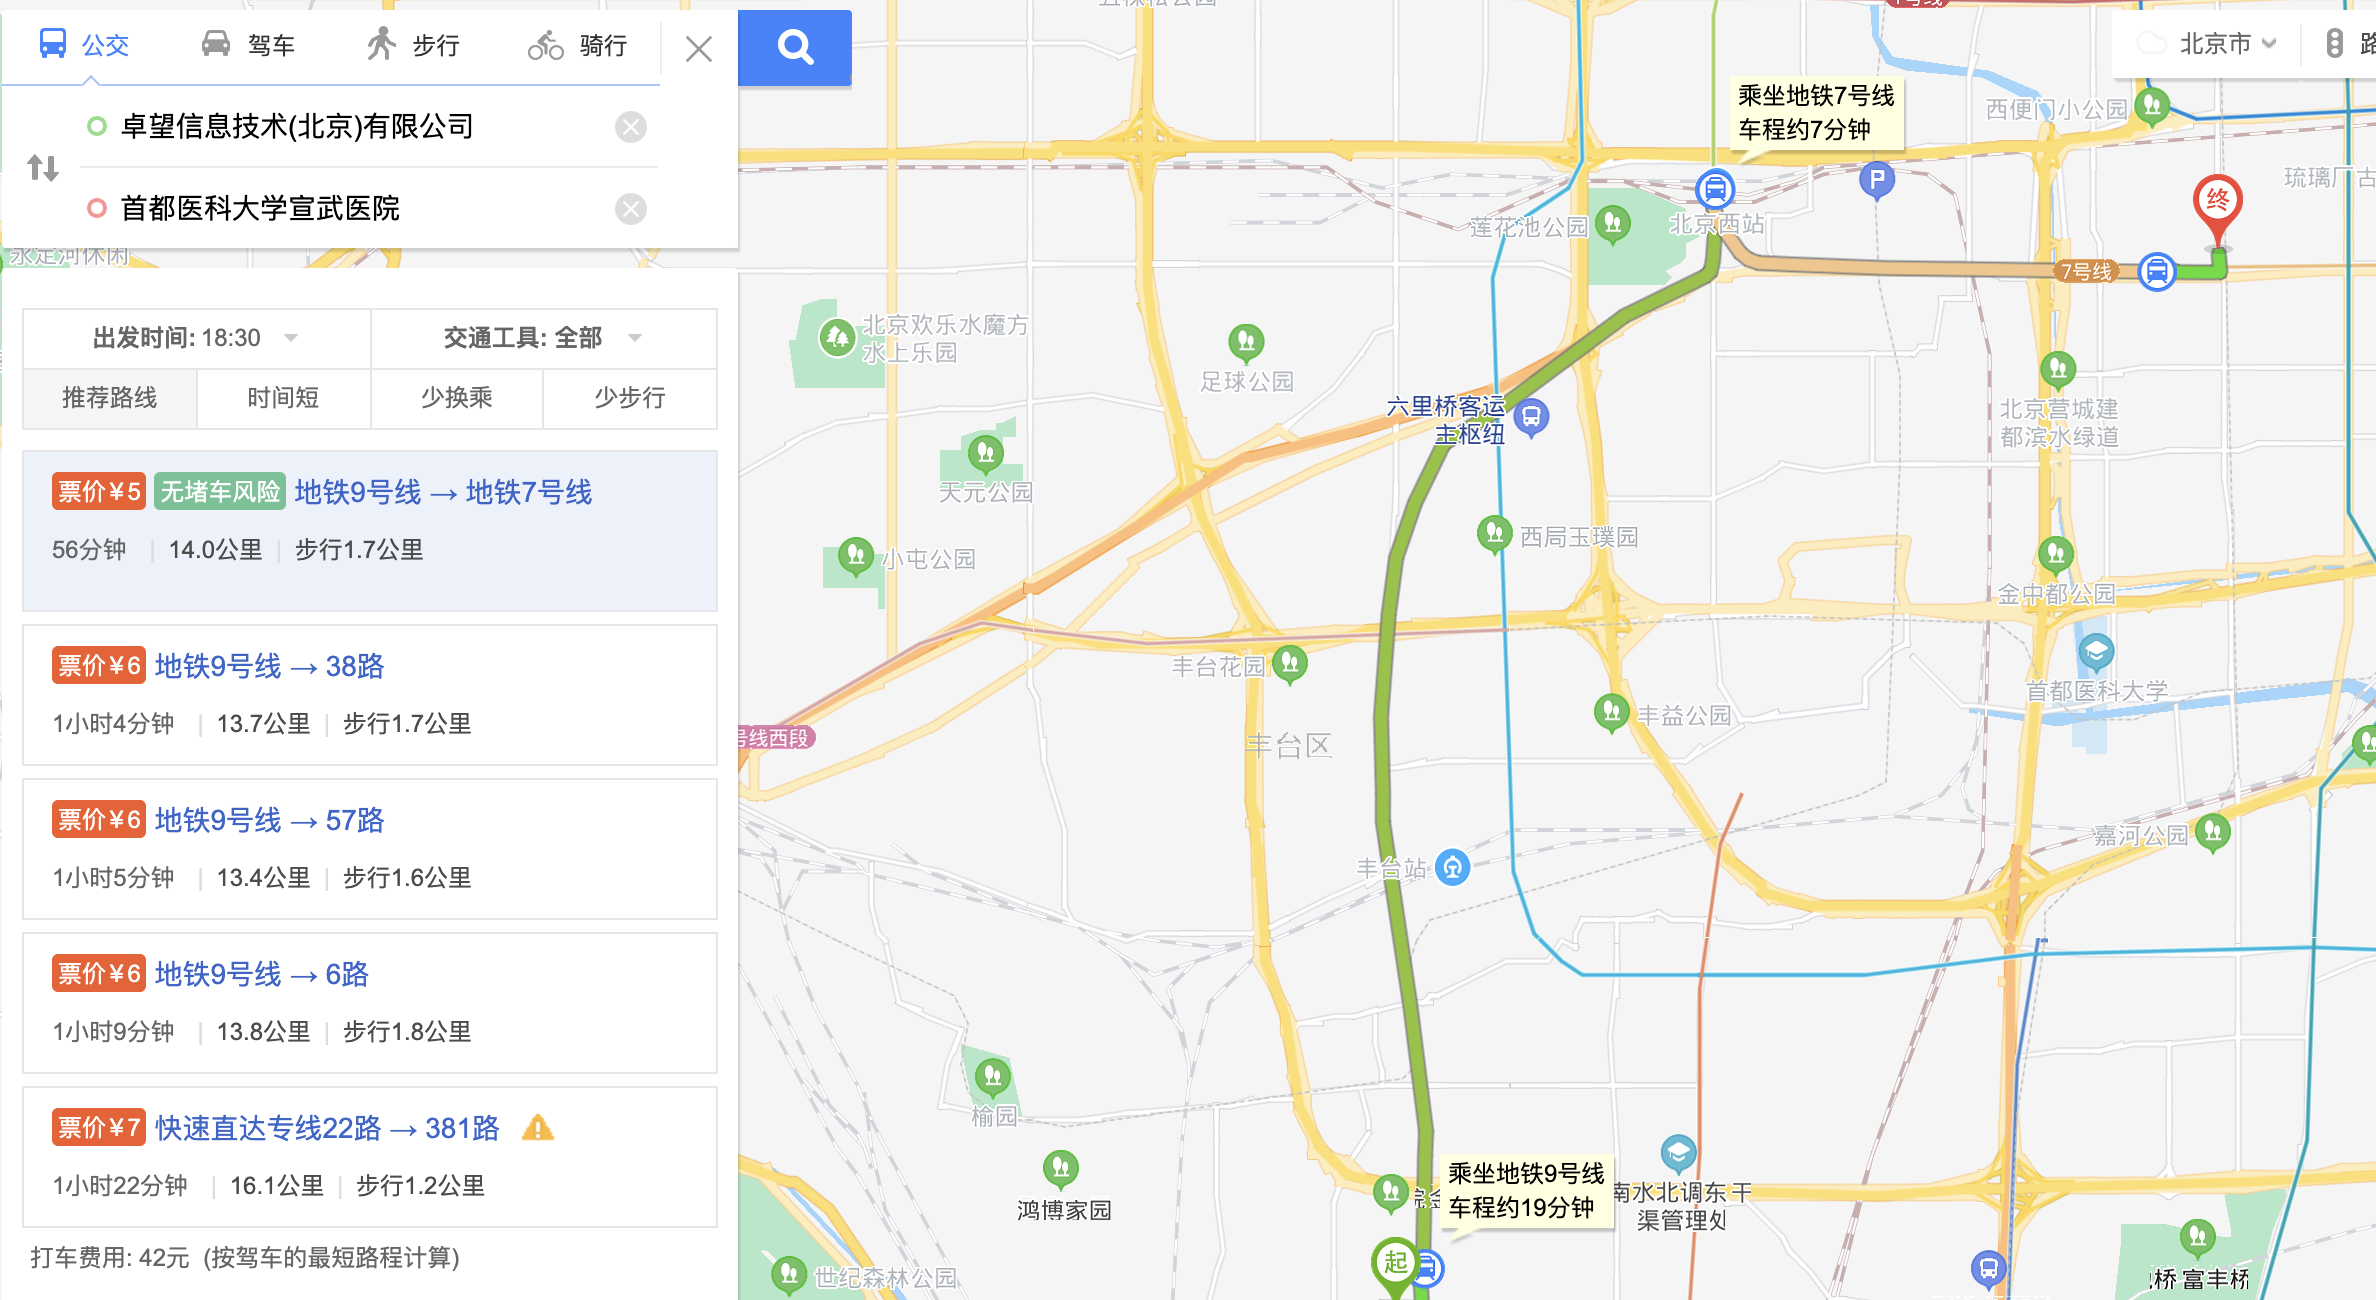 公交
驾车
步行
骑行
卓望信息技术(北京)有限公司
首都医科大学宣武医院
永定河休闲
出发时间: 18:30
交通工具: 全部
推荐路线
时间短
少换乘
少步行
票价¥5 无堵车风险 地铁9号线 → 地铁7号线
56分钟 | 14.0公里 | 步行1.7公里
票价¥6 地铁9号线 → 38路
1小时4分钟 | 13.7公里 | 步行1.7公里
票价¥6 地铁9号线 → 57路
1小时5分钟 | 13.4公里 | 步行1.6公里
票价¥6 地铁9号线 → 6路
1小时9分钟 | 13.8公里 | 步行1.8公里
票价¥7 快速直达专线22路 → 381路
1小时22分钟 | 16.1公里 | 步行1.2公里
打车费用: 42元 (按驾车的最短路程计算)
五棵松公园
1号线
北京市
路
乘坐地铁7号线
车程约7分钟
西便门小公园
P
琉璃厂古
终
莲花池公园
北京西站
7号线
北京欢乐水魔方
水上乐园
足球公园
六里桥客运
主枢纽
北京营城建
都滨水绿道
天元公园
西局玉璞园
小屯公园
金中都公园
丰台花园
首都医科大学
丰益公园
号线西段
丰台区
嘉河公园
丰台站
榆园
鸿博家园
乘坐地铁9号线
车程约19分钟
南水北调东干
渠管理处
起
世纪森林公园
桥 富丰桥